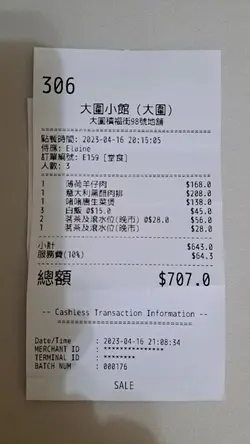 306
大圍小館（大圍）
大圍積福街98號地舖
點餐時間: 2023-04-16 20:15:05
侍應: Elaine
訂單編號: E159 [堂食]
人數: 3
1 薄荷羊仔肉 $168.0
1 意大利黑醋肉排 $208.0
1 啫啫唐生菜煲 $138.0
3 白飯 @$15.0 $45.0
2 茗茶及滾水位(晚市) @$28.0 $56.0
1 茗茶及滾水位(晚市) $28.0
小計 $643.0
服務費(10%) $64.3
總額 $707.0
-- Cashless Transaction Information --
Date/Time : 2023-04-16 21:08:34
MERCHANT ID : ***************
TERMINAL ID : ********
BATCH NUM : 000176
SALE